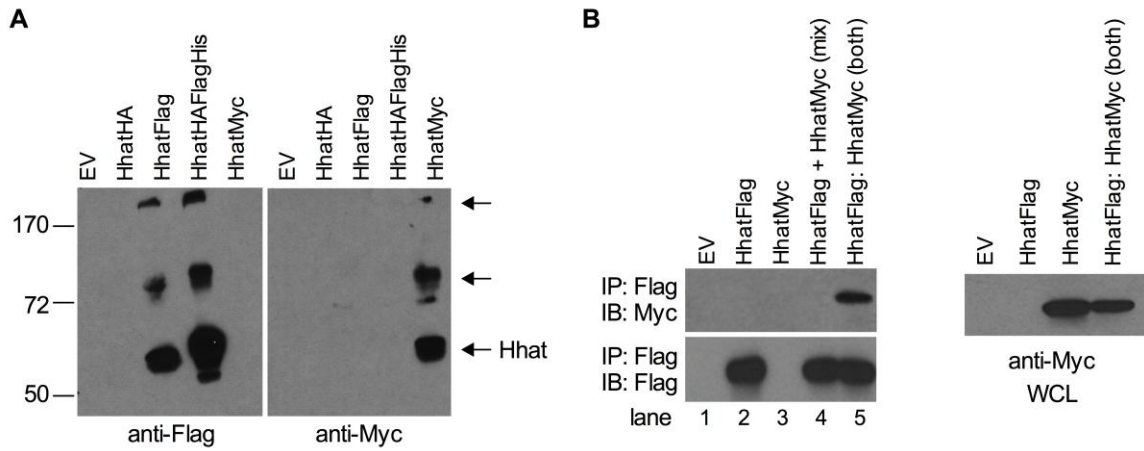 A
EV
HhatHA
HhatFlag
HhatHAFlagHis
HhatMyc
EV
HhatHA
HhatFlag
HhatHAFlagHis
HhatMyc
170
72
50
Hhat
anti-Flag
anti-Myc
B
EV
HhatFlag
HhatMyc
HhatFlag + HhatMyc (mix)
HhatFlag: HhatMyc (both)
IP: Flag
IB: Myc
IP: Flag
IB: Flag
lane 1 2 3 4 5
EV
HhatFlag
HhatMyc
HhatFlag: HhatMyc (both)
anti-Myc
WCL